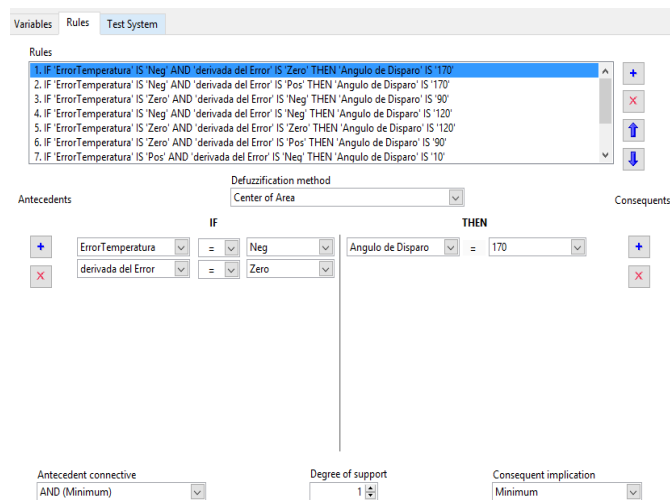 Variables Rules Test System
Rules
1. IF 'ErrorTemperatura' IS 'Neg' AND 'derivada del Error' IS 'Zero' THEN 'Angulo de Disparo' IS '170'
2. IF 'ErrorTemperatura' IS 'Neg' AND 'derivada del Error' IS 'Pos' THEN 'Angulo de Disparo' IS '170'
3. IF 'ErrorTemperatura' IS 'Zero' AND 'derivada del Error' IS 'Neg' THEN 'Angulo de Disparo' IS '90'
4. IF 'ErrorTemperatura' IS 'Neg' AND 'derivada del Error' IS 'Neg' THEN 'Angulo de Disparo' IS '120'
5. IF 'ErrorTemperatura' IS 'Zero' AND 'derivada del Error' IS 'Zero' THEN 'Angulo de Disparo' IS '120'
6. IF 'ErrorTemperatura' IS 'Zero' AND 'derivada del Error' IS 'Pos' THEN 'Angulo de Disparo' IS '90'
7. IF 'ErrorTemperatura' IS 'Pos' AND 'derivada del Error' IS 'Neg' THEN 'Angulo de Disparo' IS '10'
Defuzzification method
Antecedents Center of Area Consequents
IF THEN
ErrorTemperatura = Neg Angulo de Disparo = 170
derivada del Error = Zero
Antecedent connective Degree of support Consequent implication
AND (Minimum) 1 Minimum